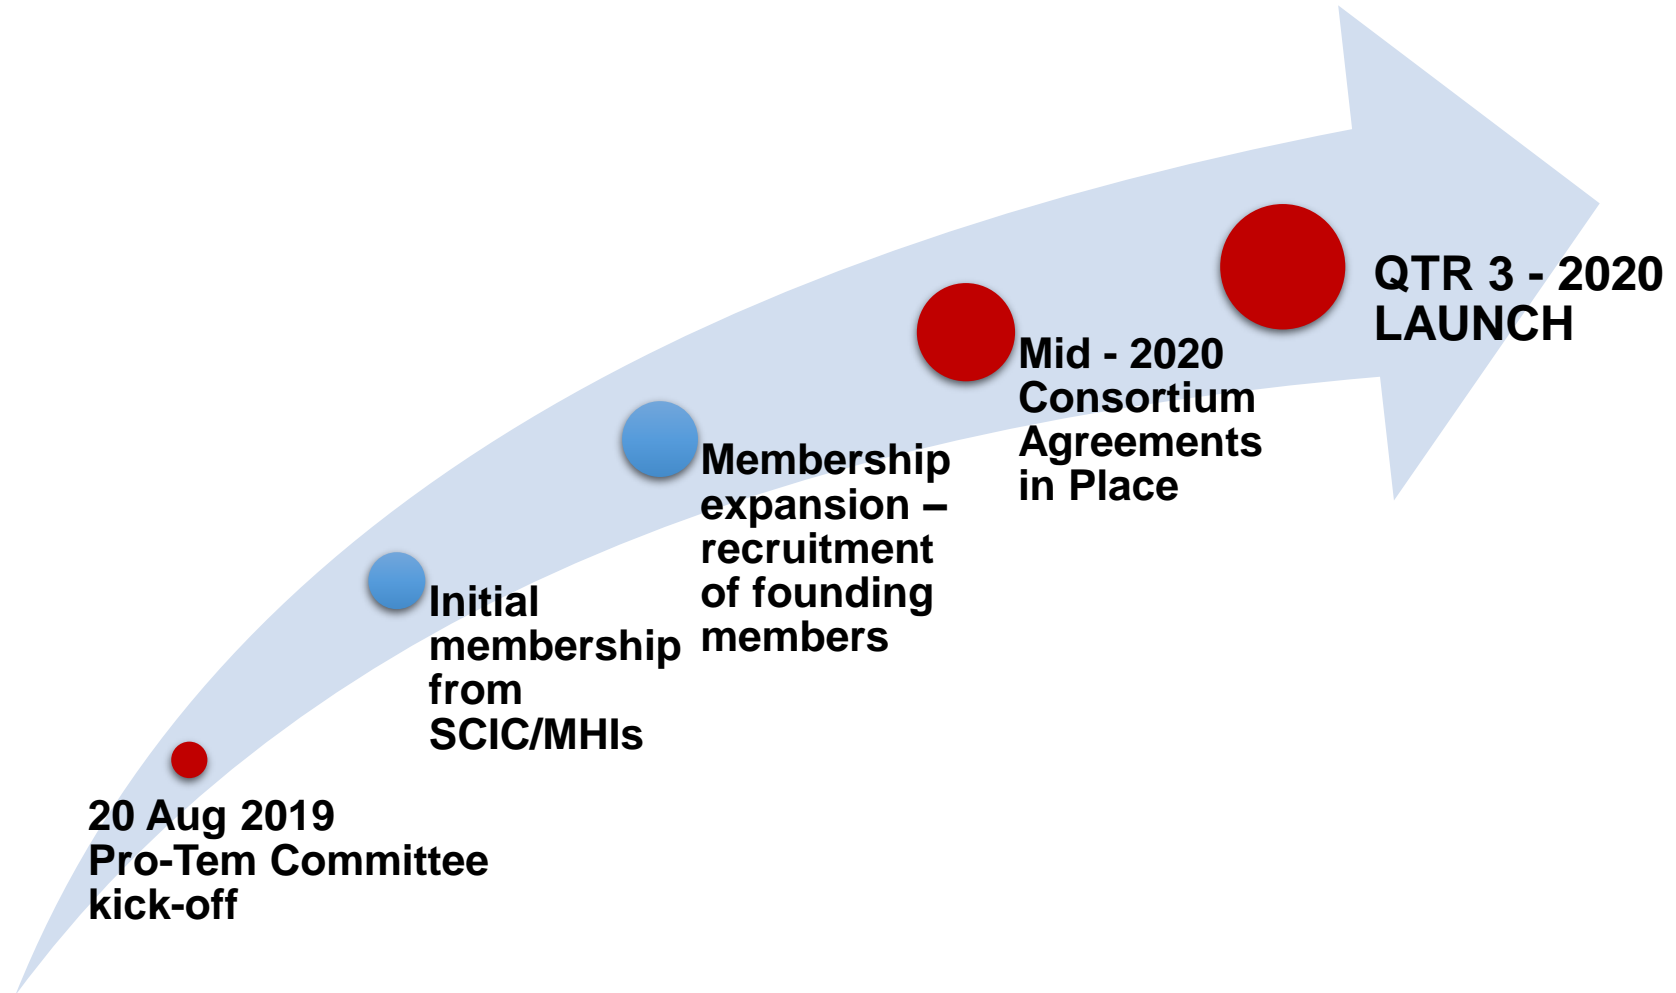 20 Aug 2019
Pro-Tem Committee
kick-off
Initial
membership
from
SCIC/MHIs
Membership
expansion –
recruitment
of founding
members
Mid - 2020
Consortium
Agreements
in Place
QTR 3 - 2020
LAUNCH